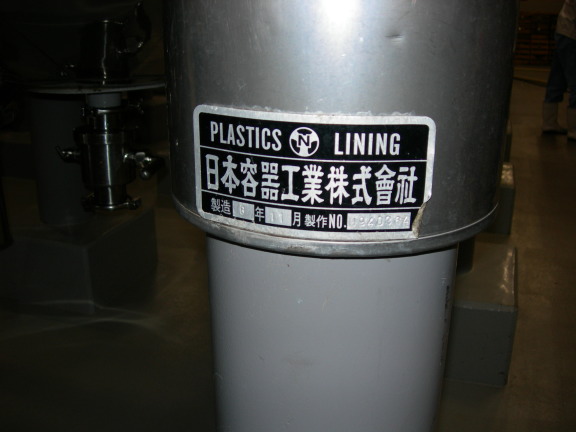 PLASTICS N LINING
日本容器工業株式會社
製造 8 年 11 月 製作NO.